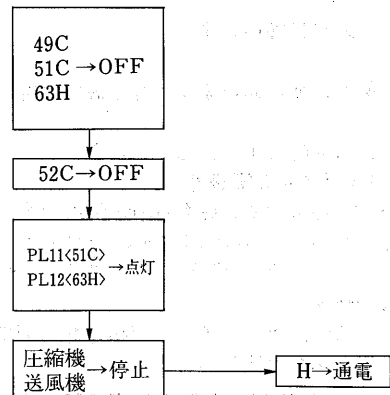 49C
51C→OFF
63H
52C→OFF
PL11<51C>
PL12<63H>→点灯
圧縮機
送風機→停止
H→通電